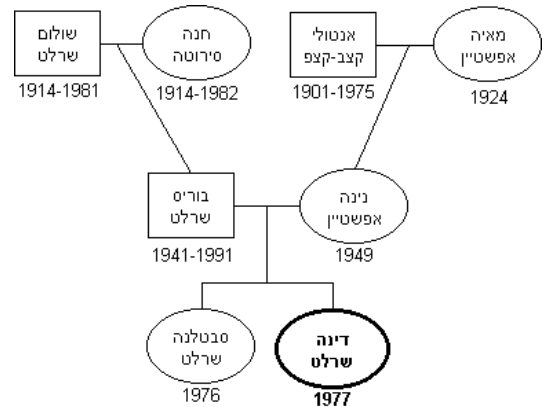 שולום
שרלט
1914-1981
חנה
סירוטה
1914-1982
אנטולי
קצב-קצפ
1901-1975
מאיה
אפשטיין
1924
בוריס
שרלט
1941-1991
נינה
אפשטיין
1949
סבטלנה
שרלט
1976
דינה
שרלט
1977